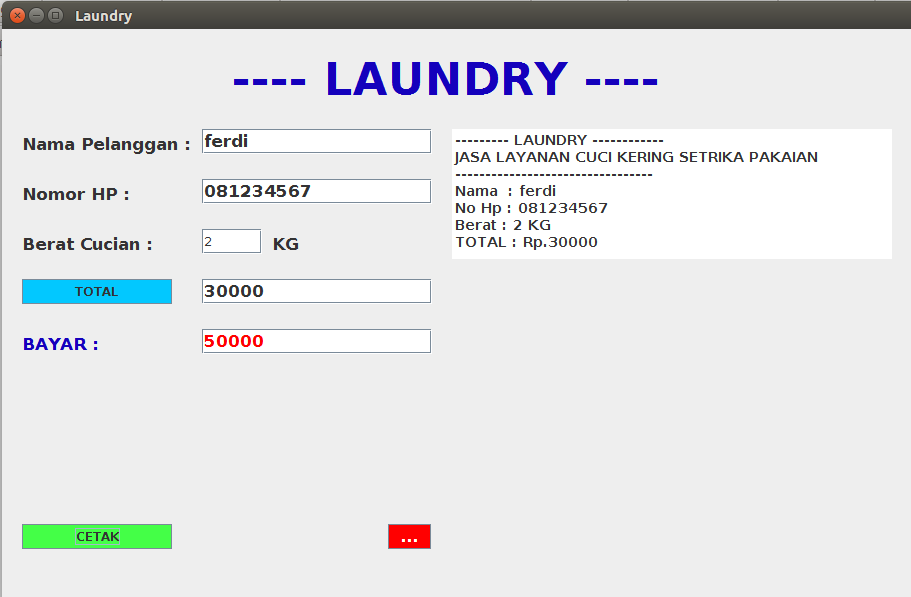 Laundry
---- LAUNDRY ----
Nama Pelanggan : ferdi
Nomor HP : 081234567
Berat Cucian : 2 KG
TOTAL 30000
BAYAR : 50000
CETAK ...
--------- LAUNDRY ------------
JASA LAYANAN CUCI KERING SETRIKA PAKAIAN
---------------------------------
Nama : ferdi
No Hp : 081234567
Berat : 2 KG
TOTAL : Rp.30000